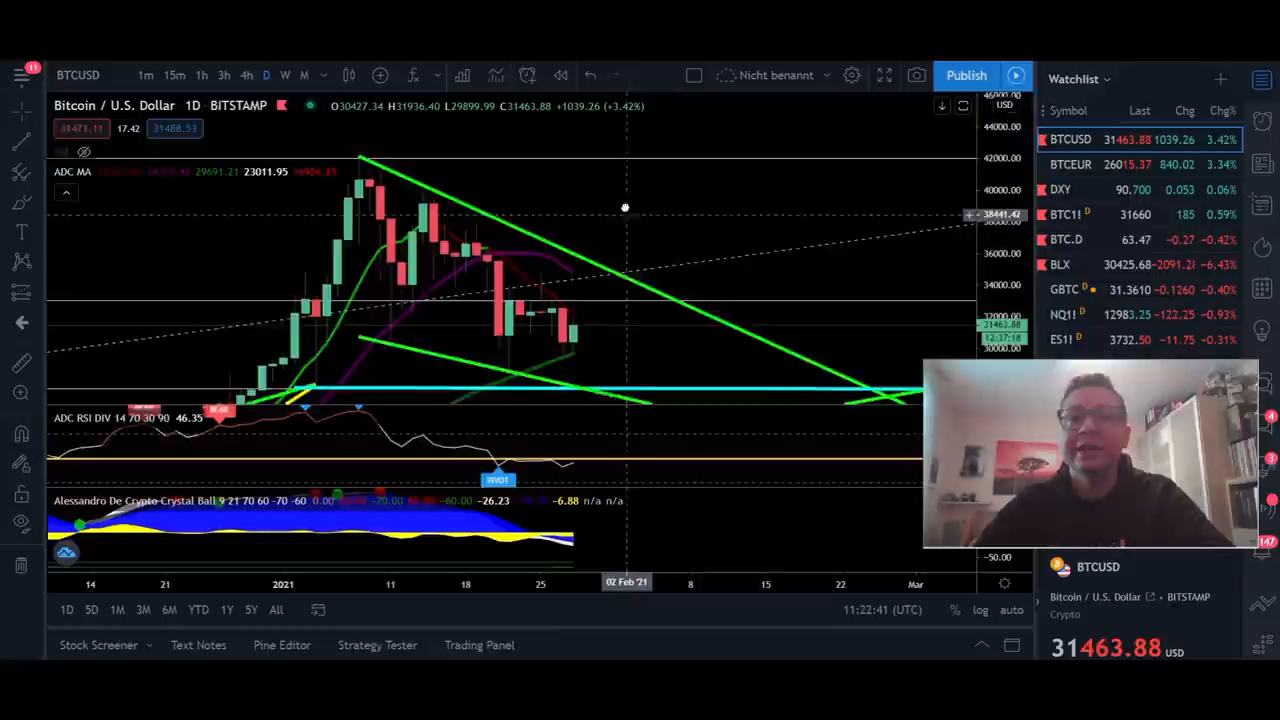 11
BTCUSD 1m 15m 1h 3h 4h D W M Nicht benannt Publish
Watchlist
Bitcoin / U.S. Dollar 1D BITSTAMP O30427.34 H31936.40 L29899.99 C31463.88 +1039.26 (+3.42%)
31471.11 17.42 31488.53
ADC MA 29691.21 23011.95
USD
46000.00
44000.00
42000.00
40000.00
38441.42
36000.00
34000.00
32000.00
31463.88
12:37:18
30000.00
Symbol Last Chg Chg%
BTCUSD 31463.88 1039.26 3.42%
BTCEUR 26015.37 840.02 3.34%
DXY 90.700 0.053 0.06%
BTC1! D 31660 185 0.59%
BTC.D 63.47 -0.27 -0.42%
BLX 30425.68 -2091.28 -6.43%
GBTC D 31.3610 -0.1260 -0.40%
NQ1! D 12983.25 -122.25 -0.93%
ES1! D 3732.50 -11.75 -0.31%
ADC RSI DIV 14 70 30 90 46.35
PIVOT
Alessandro De Crypto Crystal Ball 9 21 70 60 -70 -60 0.00 -70.00 -60.00 -26.23 -6.88 n/a n/a
-50.00
14 21 2021 11 18 25 02 Feb '21 8 15 22 Mar
1D 5D 1M 3M 6M YTD 1Y 5Y All 11:22:41 (UTC) % log auto
Stock Screener Text Notes Pine Editor Strategy Tester Trading Panel
4
3
147
BTCUSD
Bitcoin / U.S. Dollar BITSTAMP
Crypto
31463.88 USD